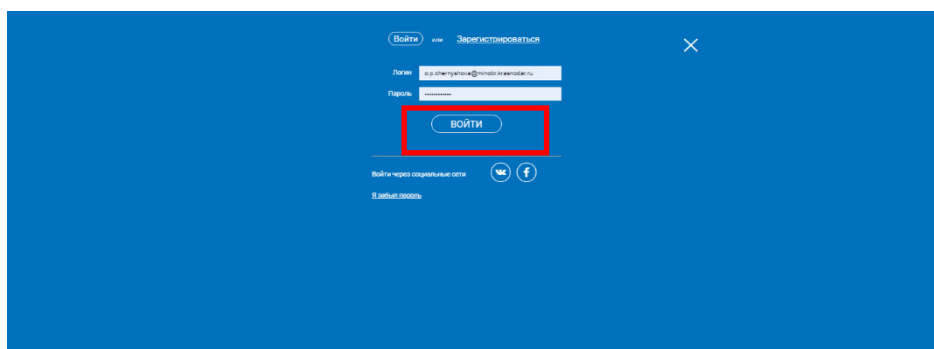 Войти или Зарегистрироваться
Логин o.p.chernyshova@minobr.krasnodar.ru
Пароль ••••••••••••
ВОЙТИ
Войти через социальные сети
Я забыл пароль